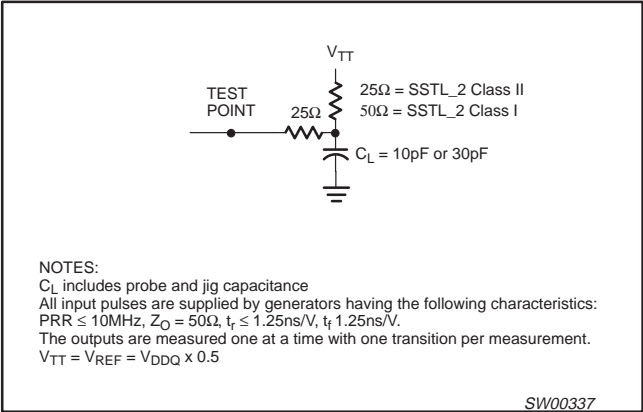 VTT
TEST
POINT
25Ω
25Ω = SSTL_2 Class II
50Ω = SSTL_2 Class I
CL = 10pF or 30pF
NOTES:
CL includes probe and jig capacitance
All input pulses are supplied by generators having the following characteristics:
PRR ≤ 10MHz, ZO = 50Ω, tr ≤ 1.25ns/V, tf 1.25ns/V.
The outputs are measured one at a time with one transition per measurement.
VTT = VREF = VDDQ x 0.5
SW00337